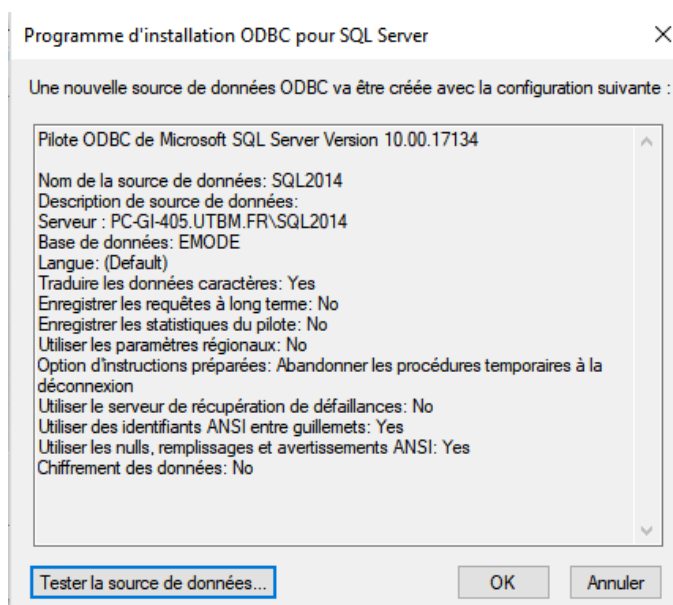 Programme d'installation ODBC pour SQL Server
Une nouvelle source de données ODBC va être créée avec la configuration suivante :
Pilote ODBC de Microsoft SQL Server Version 10.00.17134
Nom de la source de données: SQL2014
Description de source de données:
Serveur : PC-GI-405.UTBM.FR\SQL2014
Base de données: EMODE
Langue: (Default)
Traduire les données caractères: Yes
Enregistrer les requêtes à long terme: No
Enregistrer les statistiques du pilote: No
Utiliser les paramètres régionaux: No
Option d'instructions préparées: Abandonner les procédures temporaires à la
déconnexion
Utiliser le serveur de récupération de défaillances: No
Utiliser des identifiants ANSI entre guillemets: Yes
Utiliser les nulls, remplissages et avertissements ANSI: Yes
Chiffrement des données: No
Tester la source de données...
OK
Annuler